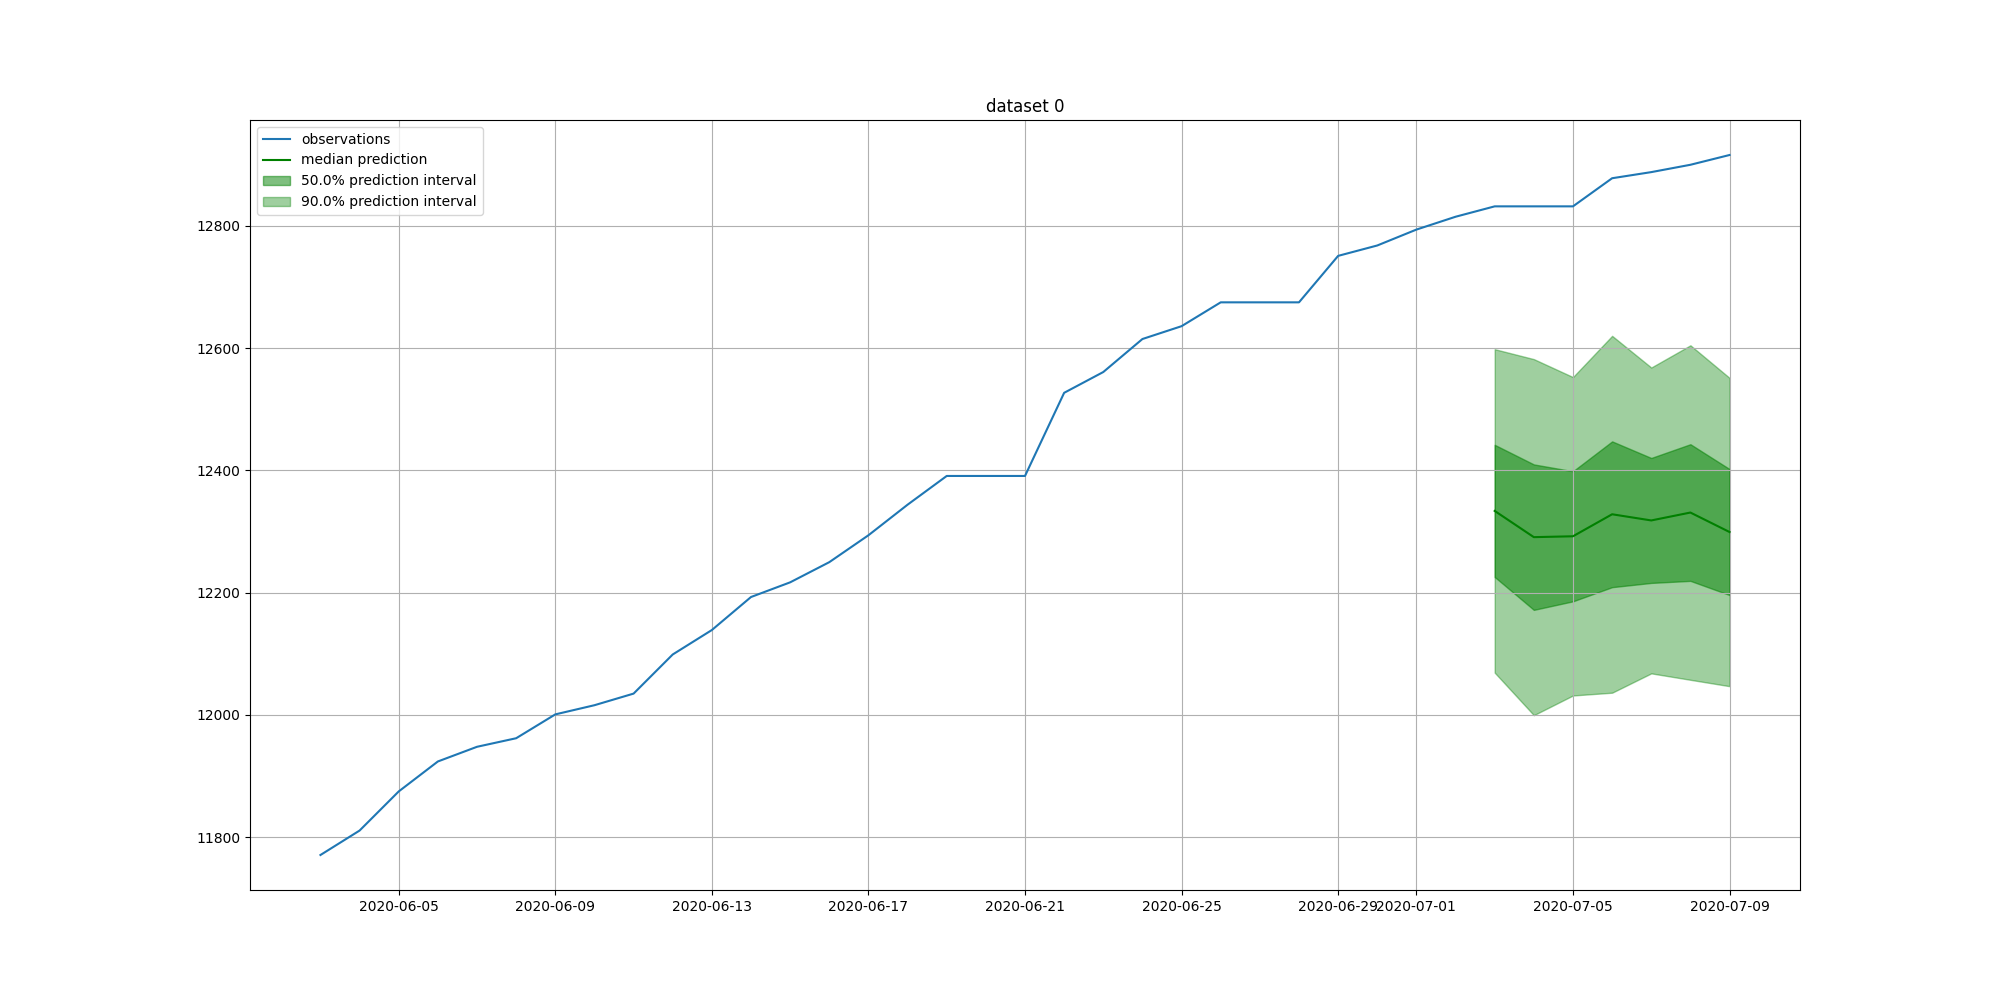 dataset 0
observations
median prediction
50.0% prediction interval
90.0% prediction interval
12800
12600
12400
12200
12000
11800
2020-06-05 2020-06-09 2020-06-13 2020-06-17 2020-06-21 2020-06-25 2020-06-29 2020-07-01 2020-07-05 2020-07-09